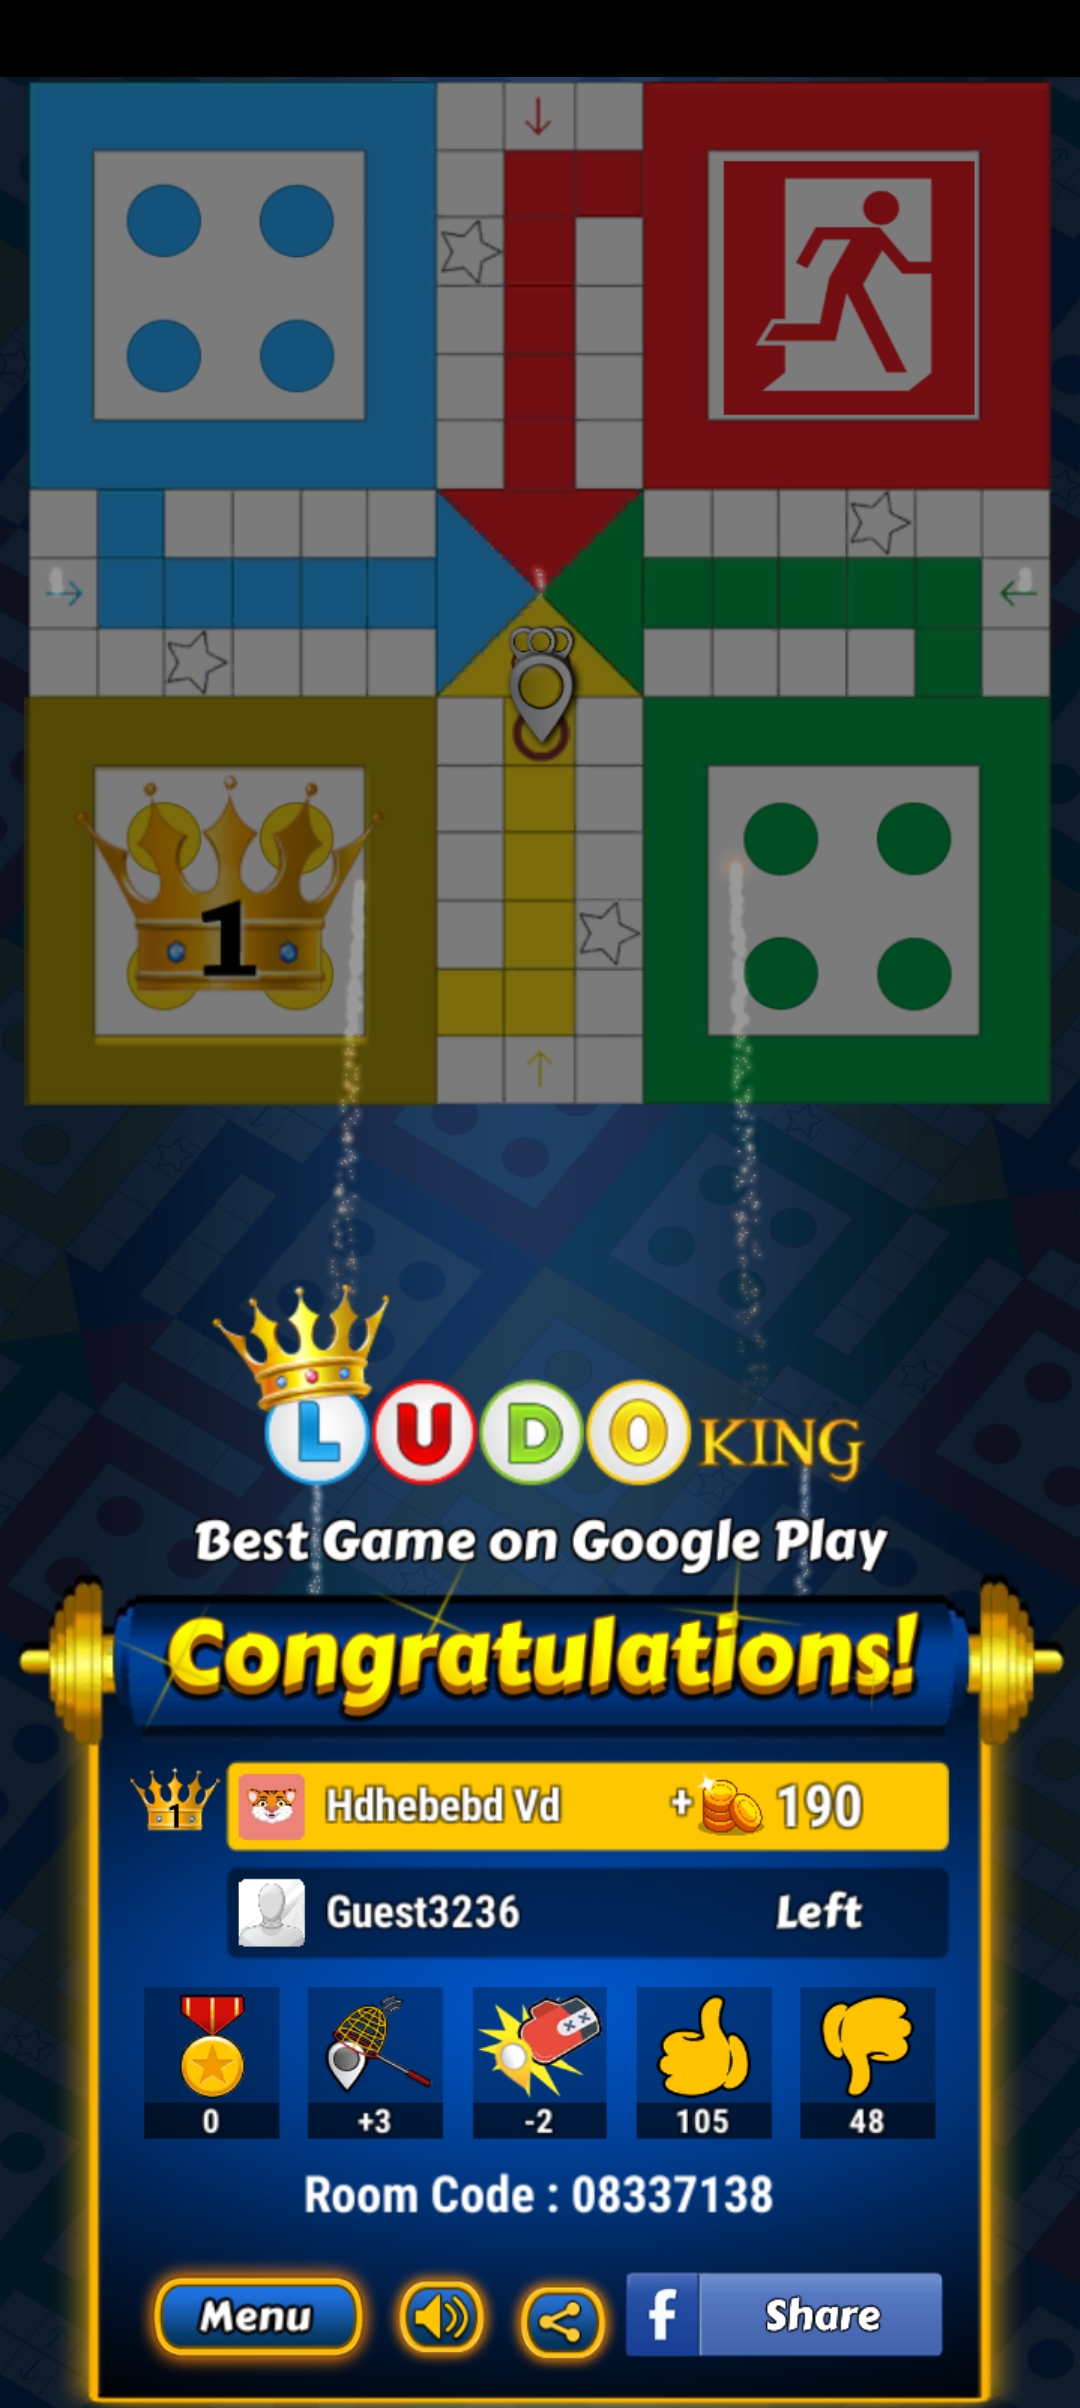 1
LUDO KING
Best Game on Google Play
Congratulations!
1 Hdhebebd Vd + 190
Guest3236 Left
0 +3 -2 105 48
Room Code : 08337138
Menu f Share